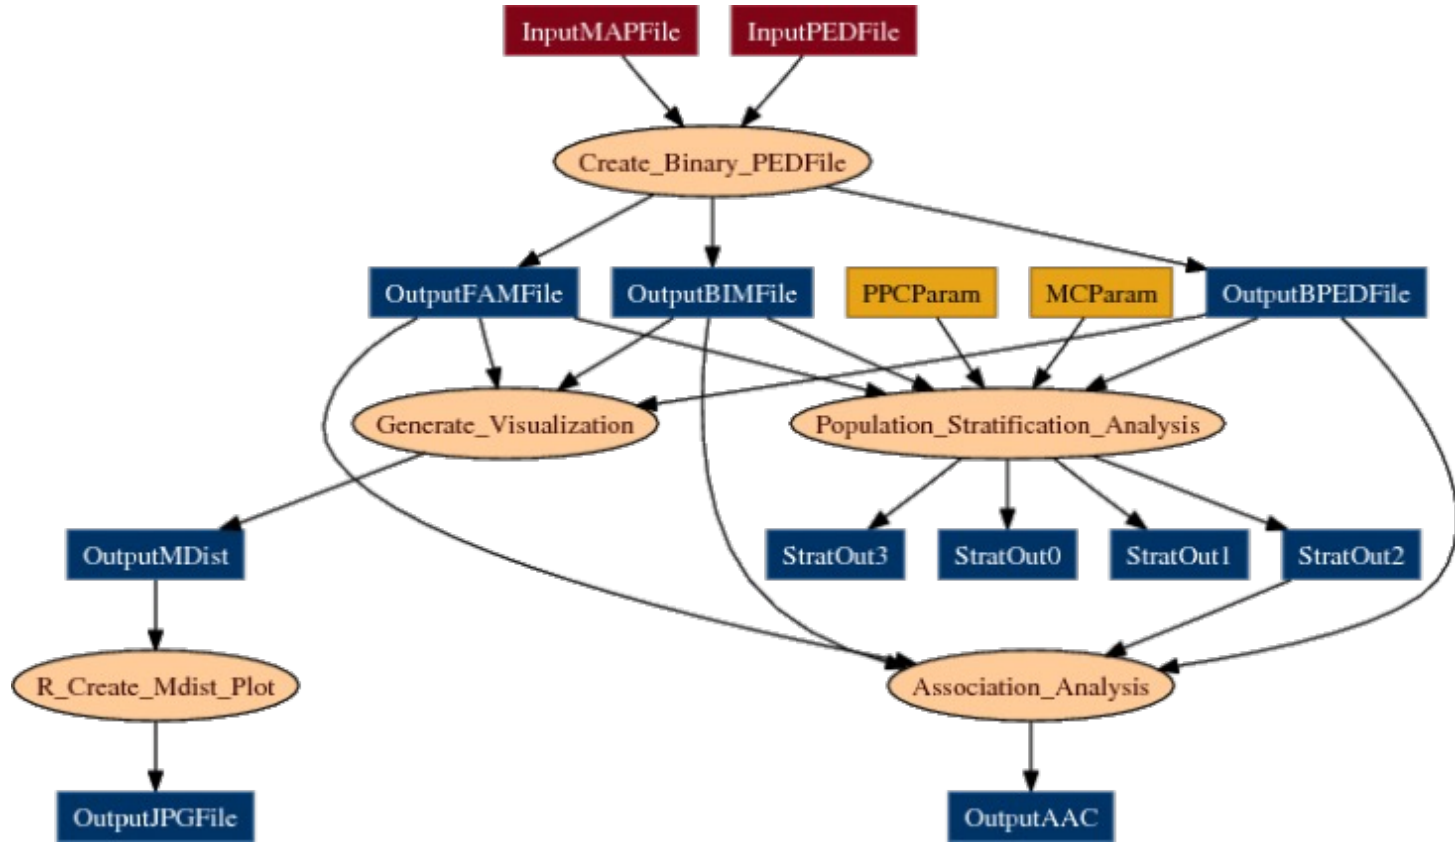 InputMAPFile
InputPEDFile
Create_Binary_PEDFile
OutputFAMFile
OutputBIMFile
PPCParam
MCParam
OutputBPEDFile
Generate_Visualization
Population_Stratification_Analysis
OutputMDist
StratOut3
StratOut0
StratOut1
StratOut2
R_Create_Mdist_Plot
Association_Analysis
OutputJPGFile
OutputAAC